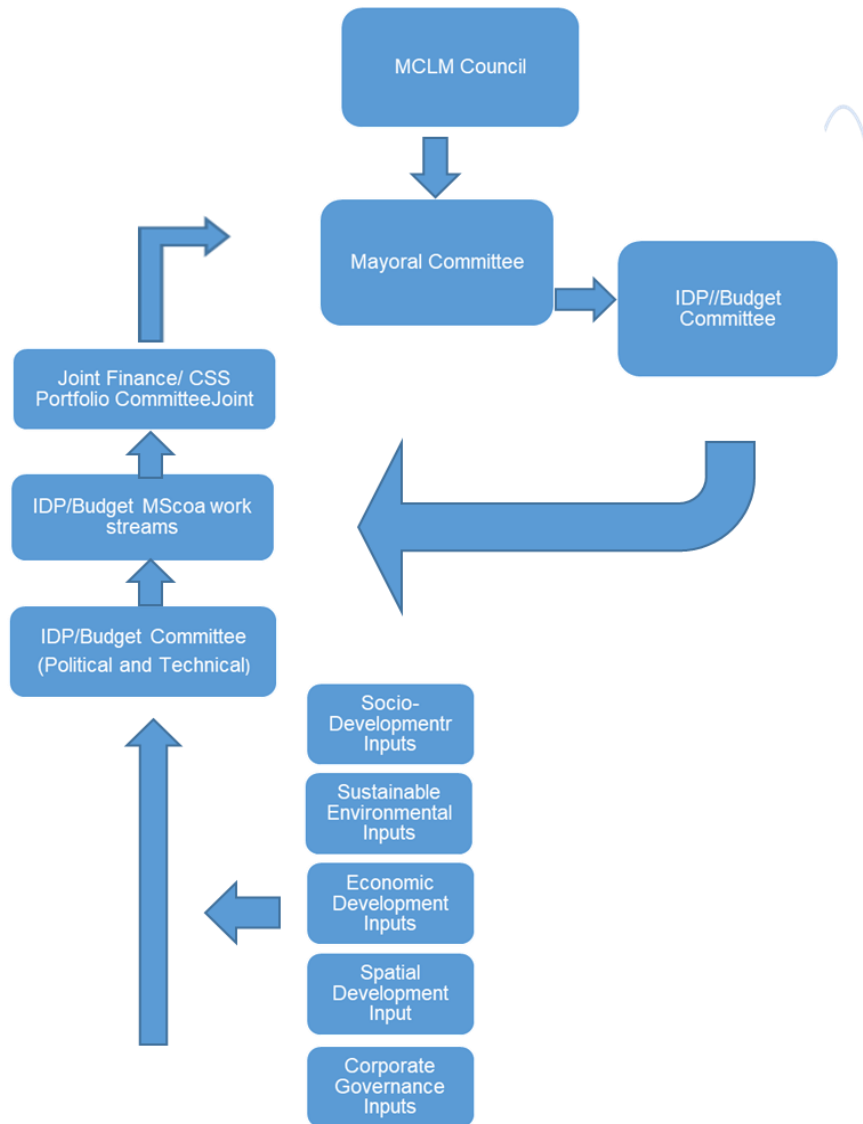 MCLM Council
Mayoral Committee
IDP//Budget
Committee
Joint Finance/ CSS
Portfolio CommitteeJoint
IDP/Budget MScoa work
streams
IDP/Budget Committee
(Political and Technical)
Socio-
Developmentr
Inputs
Sustainable
Environmental
Inputs
Economic
Development
Inputs
Spatial
Development
Input
Corporate
Governance
Inputs